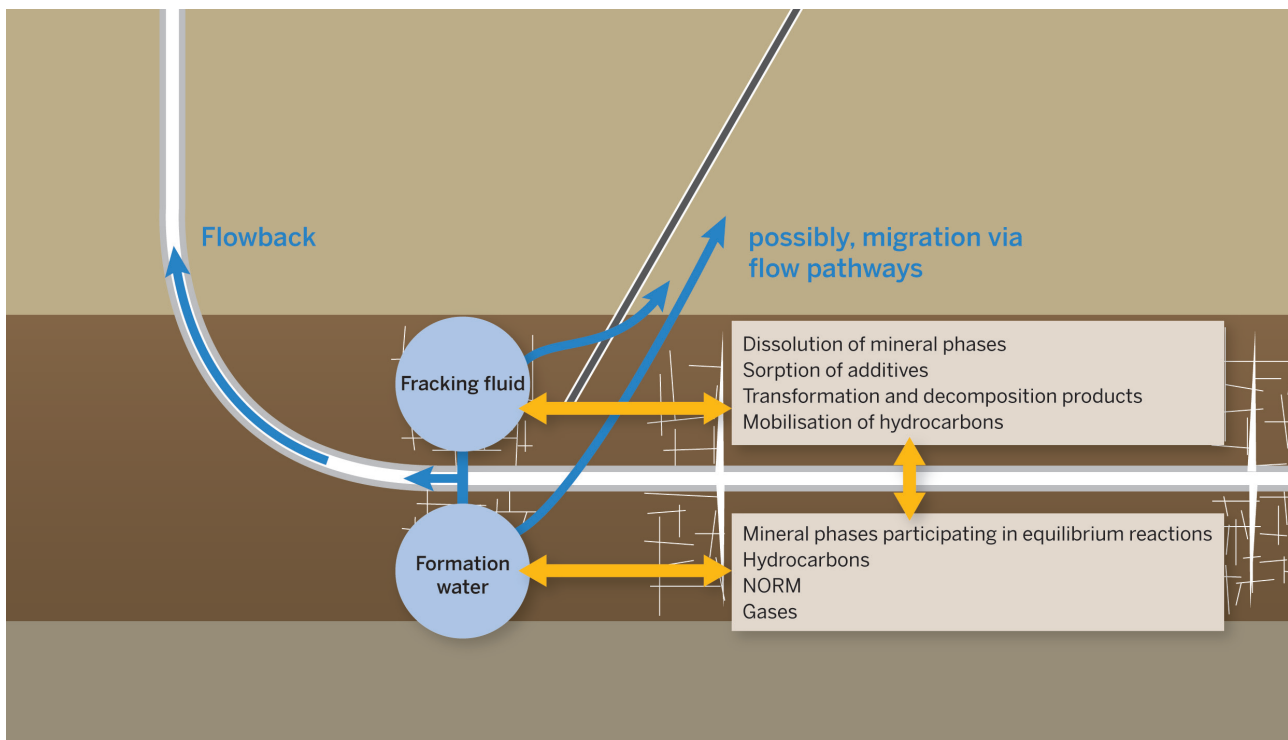 Flowback
possibly, migration via
flow pathways
Fracking fluid
Dissolution of mineral phases
Sorption of additives
Transformation and decomposition products
Mobilisation of hydrocarbons
Formation
water
Mineral phases participating in equilibrium reactions
Hydrocarbons
NORM
Gases